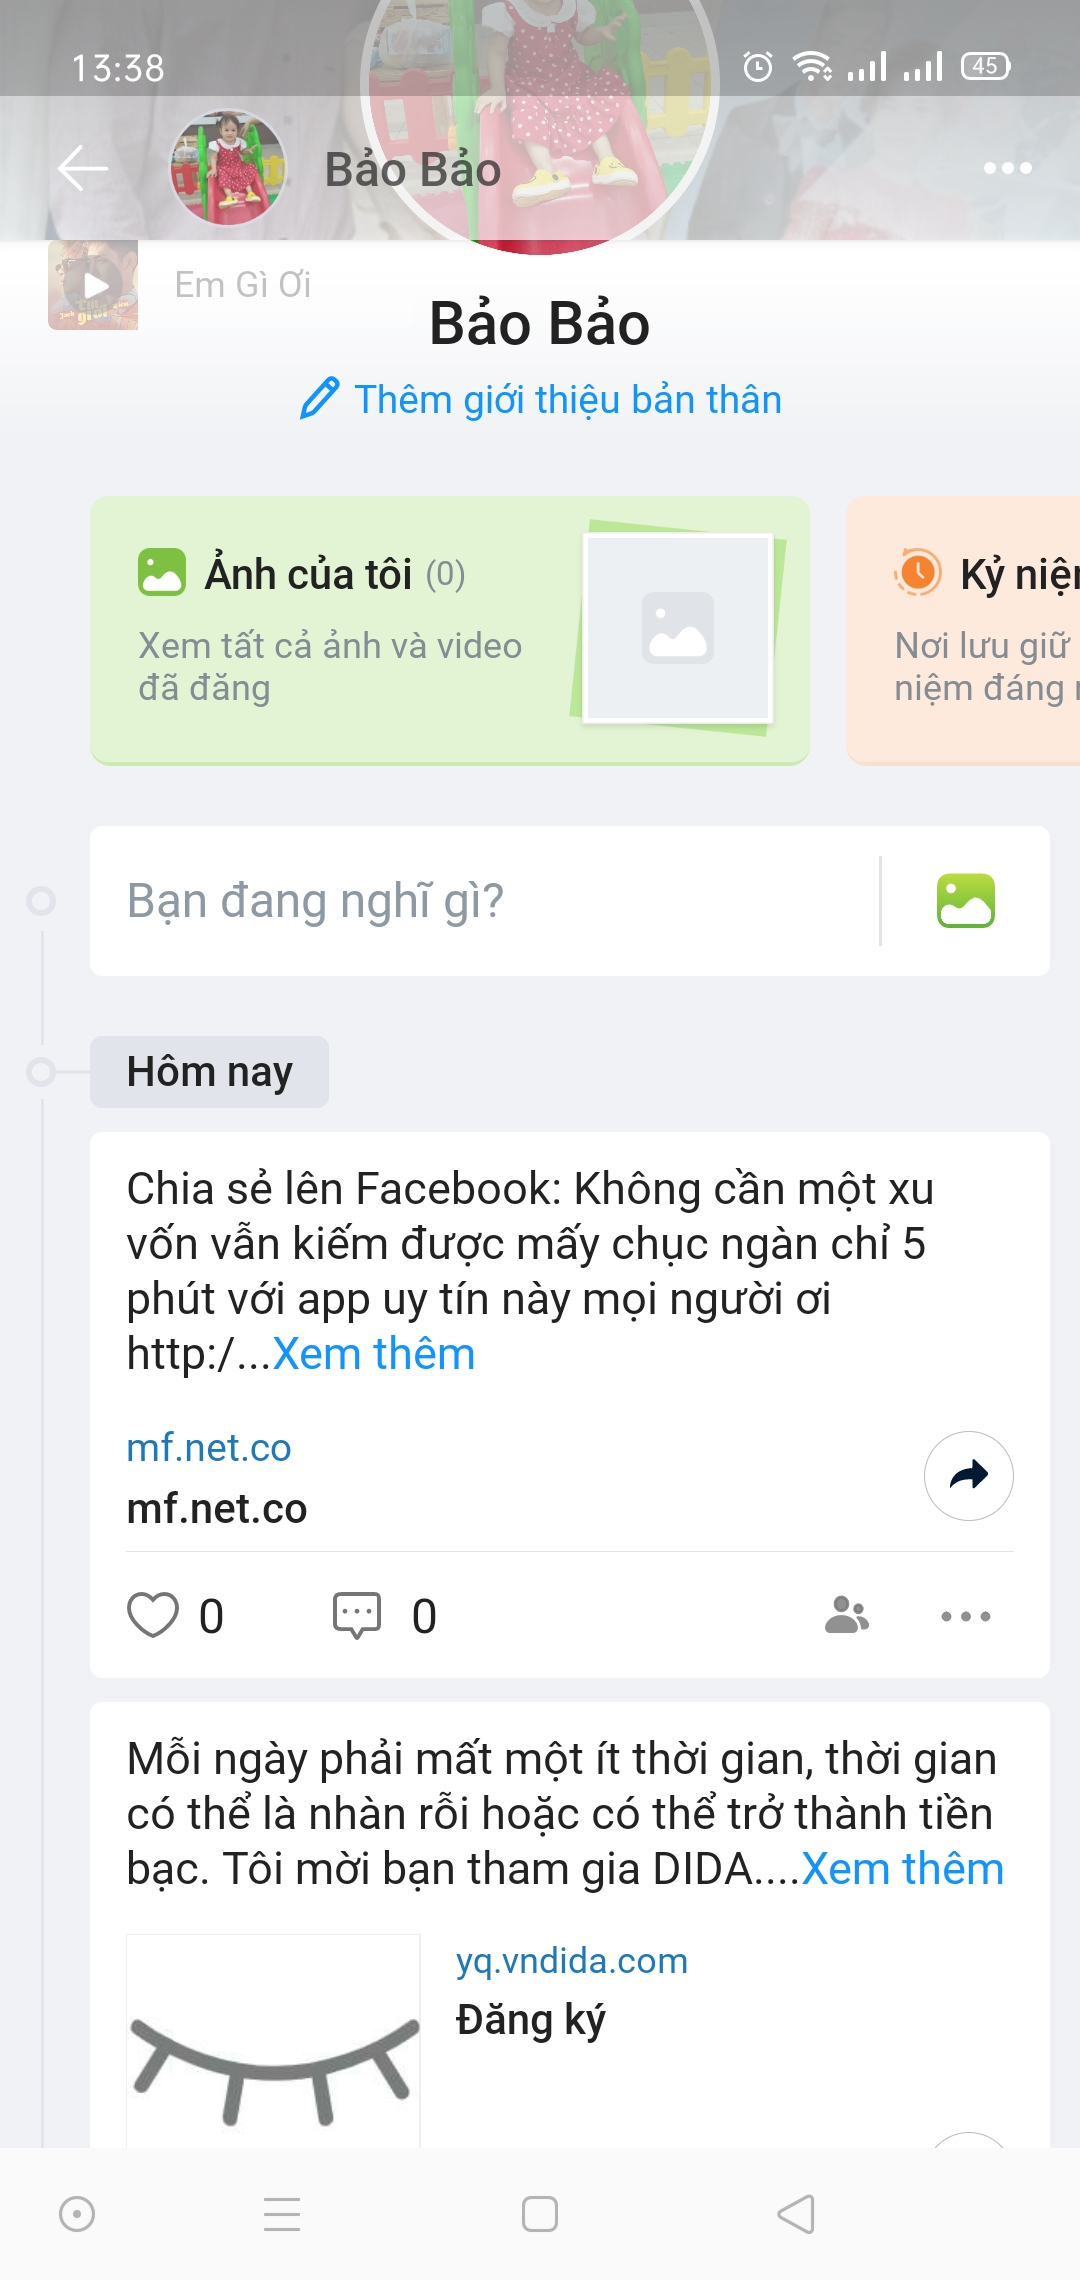 13:38
45
Bảo Bảo
Em Gì Ơi
Bảo Bảo
Thêm giới thiệu bản thân
Ảnh của tôi (0)
Xem tất cả ảnh và video
đã đăng
Kỷ niệ
Nơi lưu giữ
niệm đáng
Bạn đang nghĩ gì?
Hôm nay
Chia sẻ lên Facebook: Không cần một xu
vốn vẫn kiếm được mấy chục ngàn chỉ 5
phút với app uy tín này mọi người ơi
http:/...Xem thêm
mf.net.co
mf.net.co
0
0
Mỗi ngày phải mất một ít thời gian, thời gian
có thể là nhàn rỗi hoặc có thể trở thành tiền
bạc. Tôi mời bạn tham gia DIDA....Xem thêm
yq.vndida.com
Đăng ký